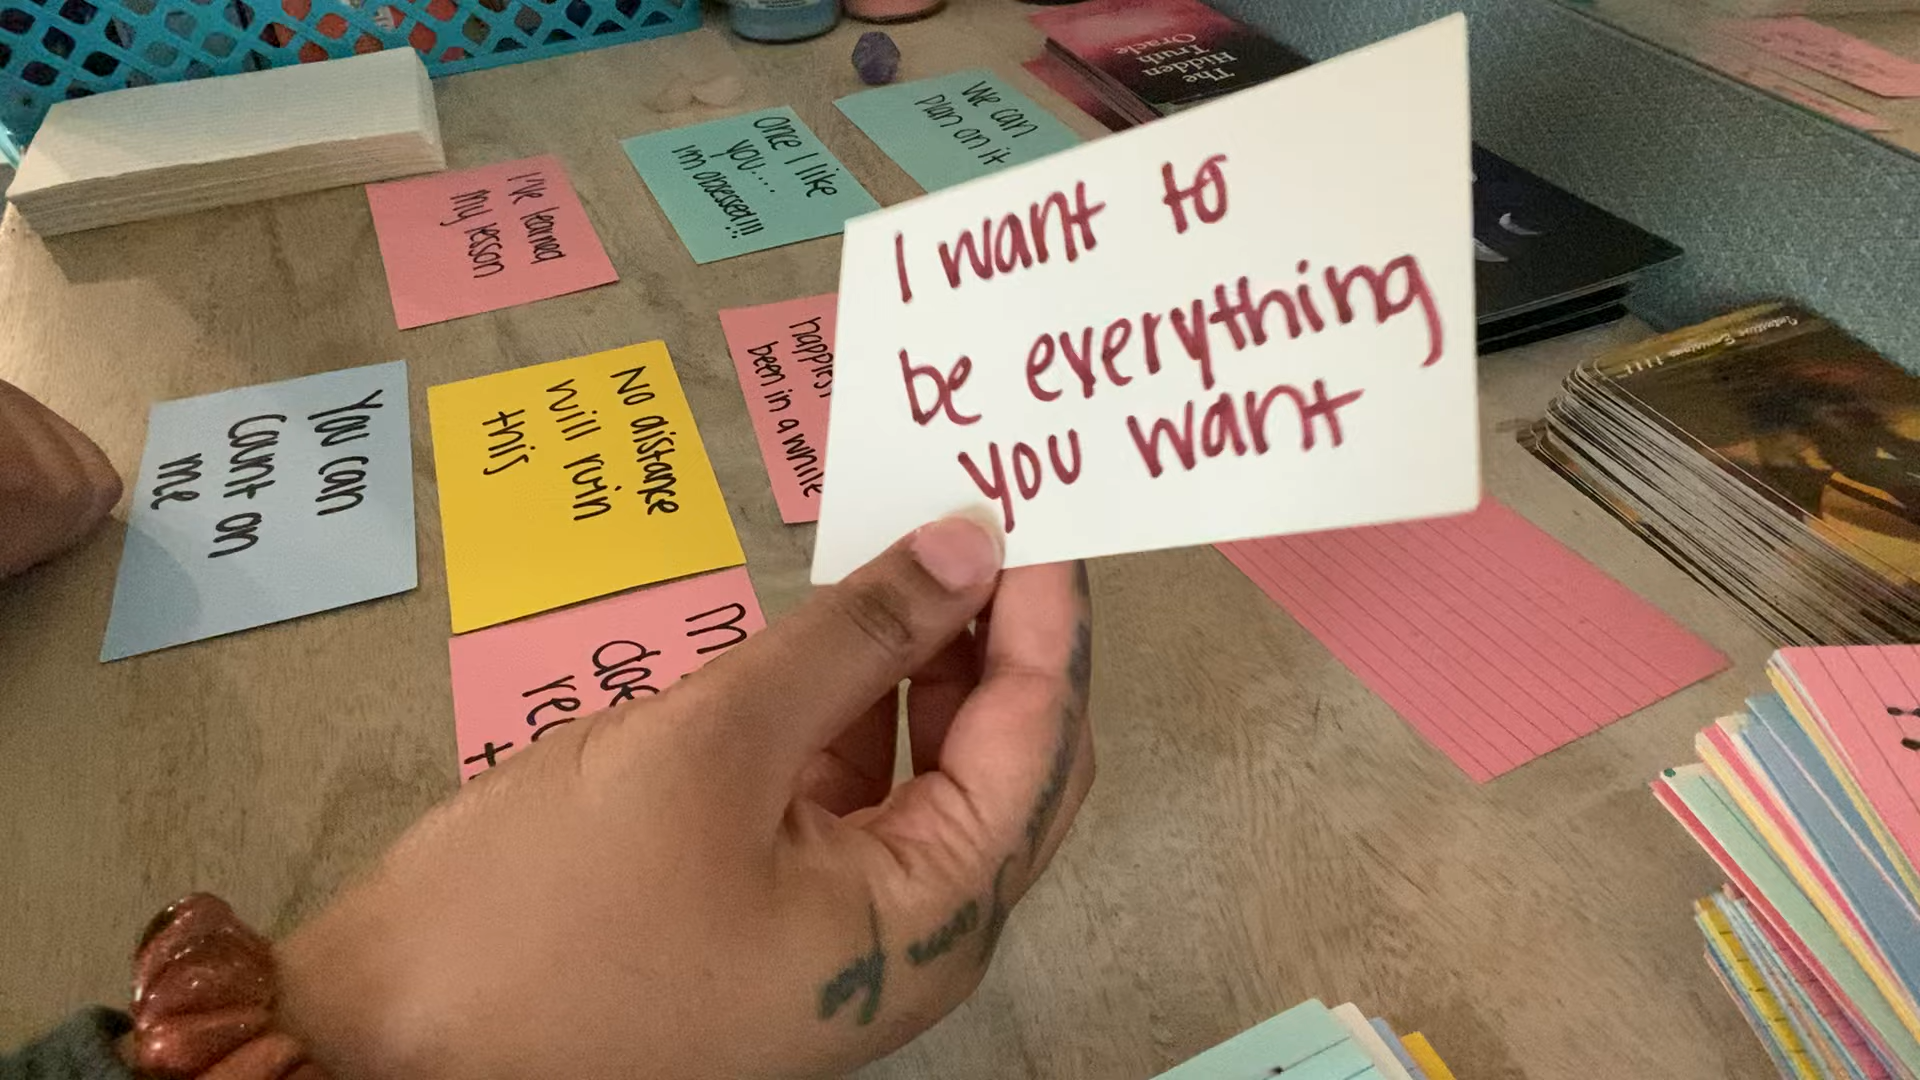 The
Hidden
Truth
Oracle
We can
plan on it
once I like
you....
I'm obsessed!!!
I've learned
my lesson
I want to
be everything
you want
been in a while
No distance
will ruin
this
You can
count on
me